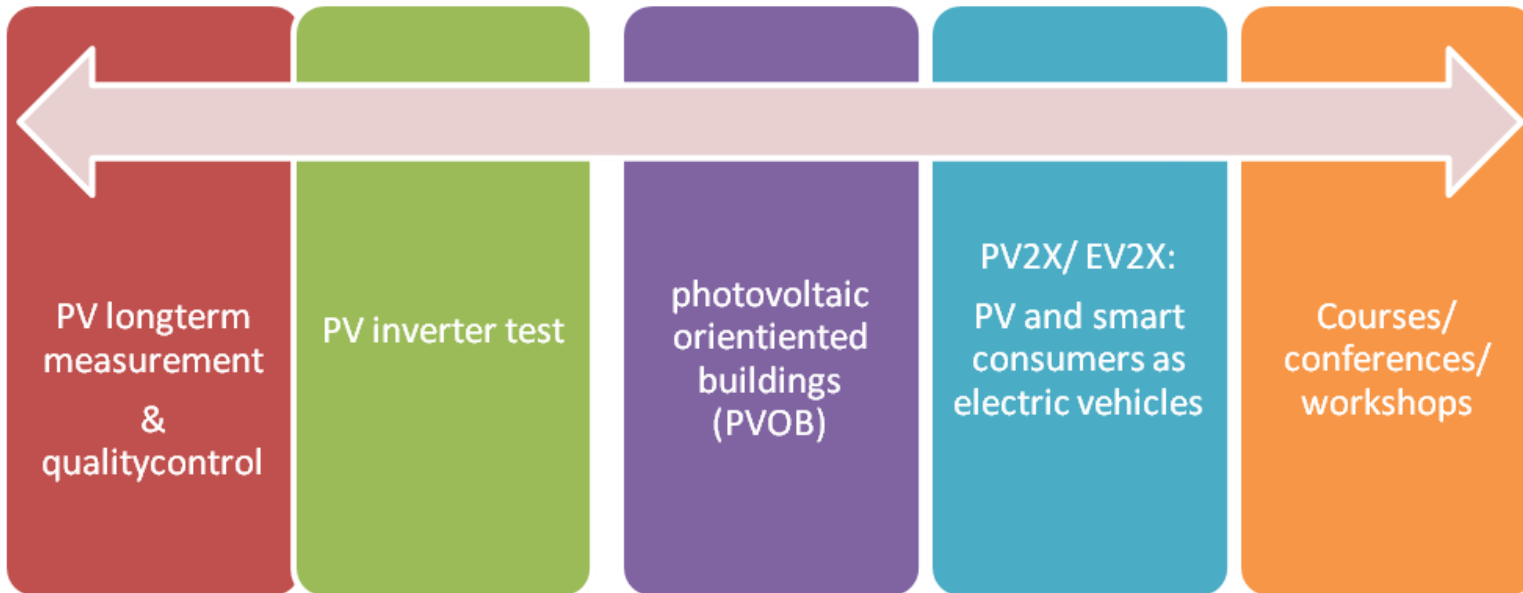 PV longterm
measurement
&
qualitycontrol
PV inverter test
photovoltaic
orientiented
buildings
(PVOB)
PV2X/ EV2X:
PV and smart
consumers as
electric vehicles
Courses/
conferences/
workshops